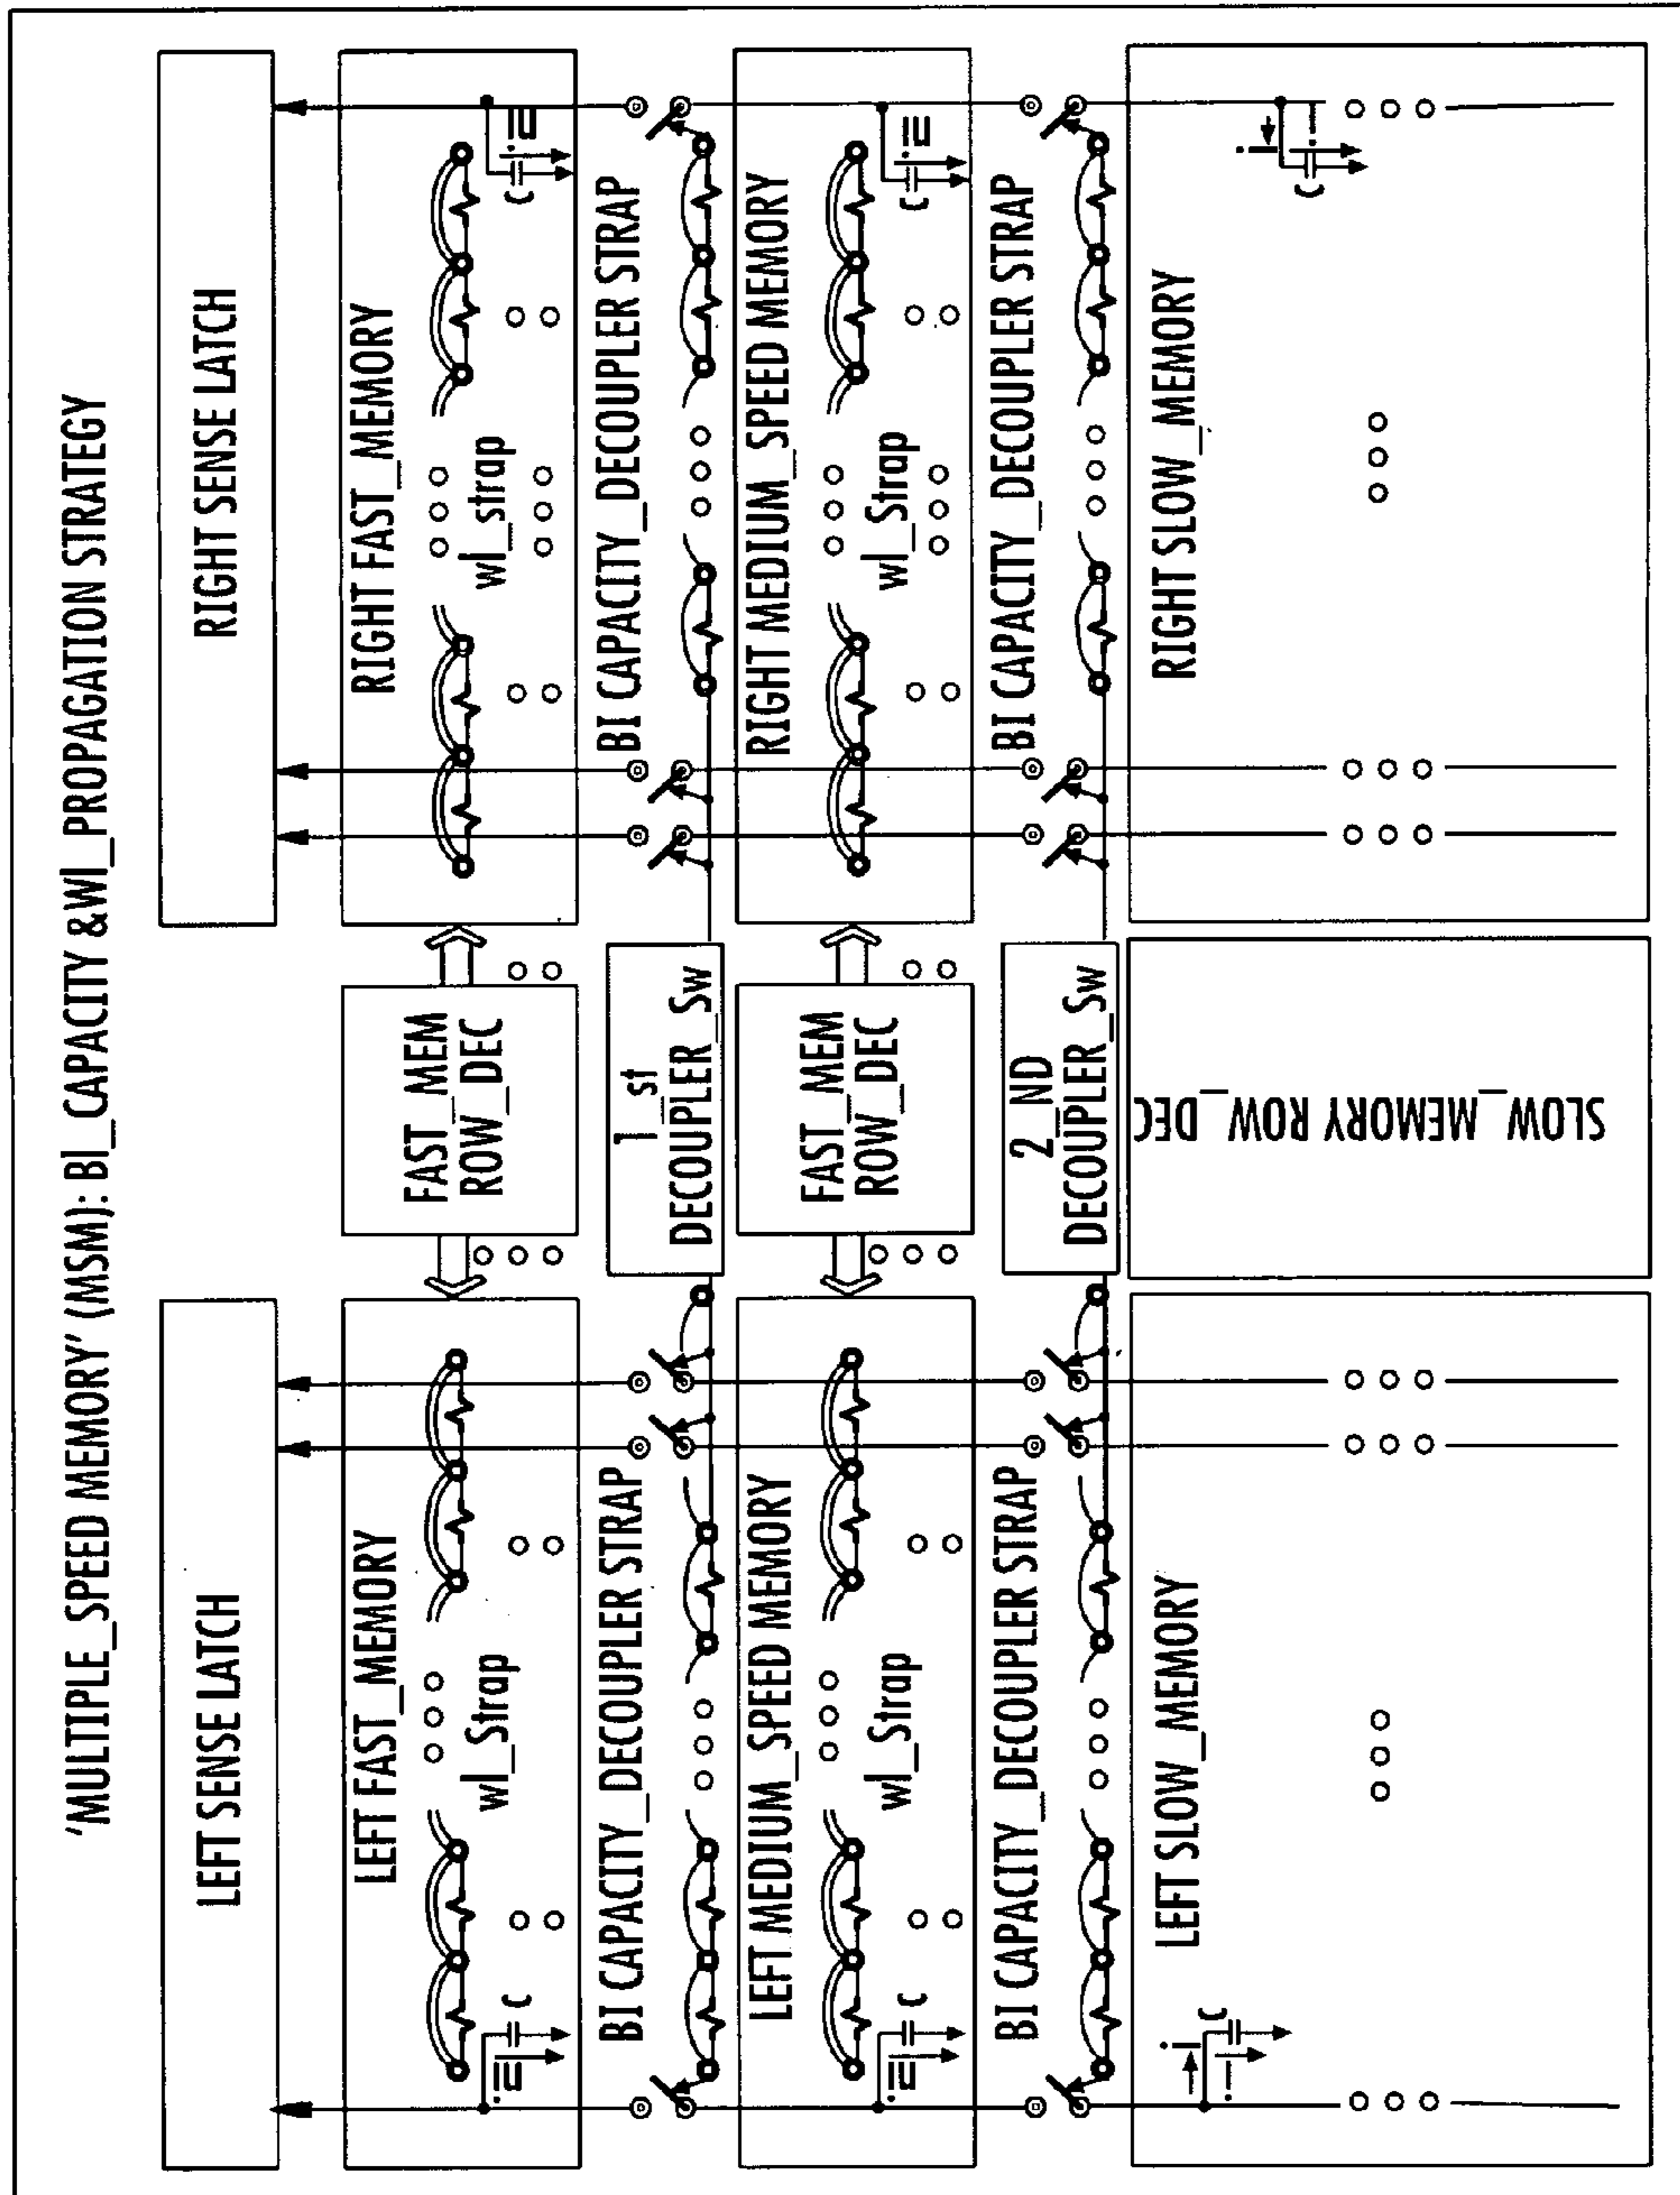 'MULTIPLE_SPEED MEMORY' (MSM): BI_CAPACITY &WI_PROPAGATION STRATEGY
LEFT SENSE LATCH
RIGHT SENSE LATCH
LEFT FAST_MEMORY
FAST_MEM
ROW_DEC
RIGHT FAST_MEMORY
wl_Strap
wl_strap
C
C
BI CAPACITY_DECOUPLER STRAP
1_st
DECOUPLER_Sw
BI CAPACITY_DECOUPLER STRAP
LEFT MEDIUM_SPEED MEMORY
FAST_MEM
ROW_DEC
RIGHT MEDIUM_SPEED MEMORY
wl_Strap
wl_Strap
C
C
BI CAPACITY_DECOUPLER STRAP
2_ND
DECOUPLER_Sw
BI CAPACITY_DECOUPLER STRAP
LEFT SLOW_MEMORY
SLOW_MEMORY ROW_DEC
RIGHT SLOW_MEMORY
C
C